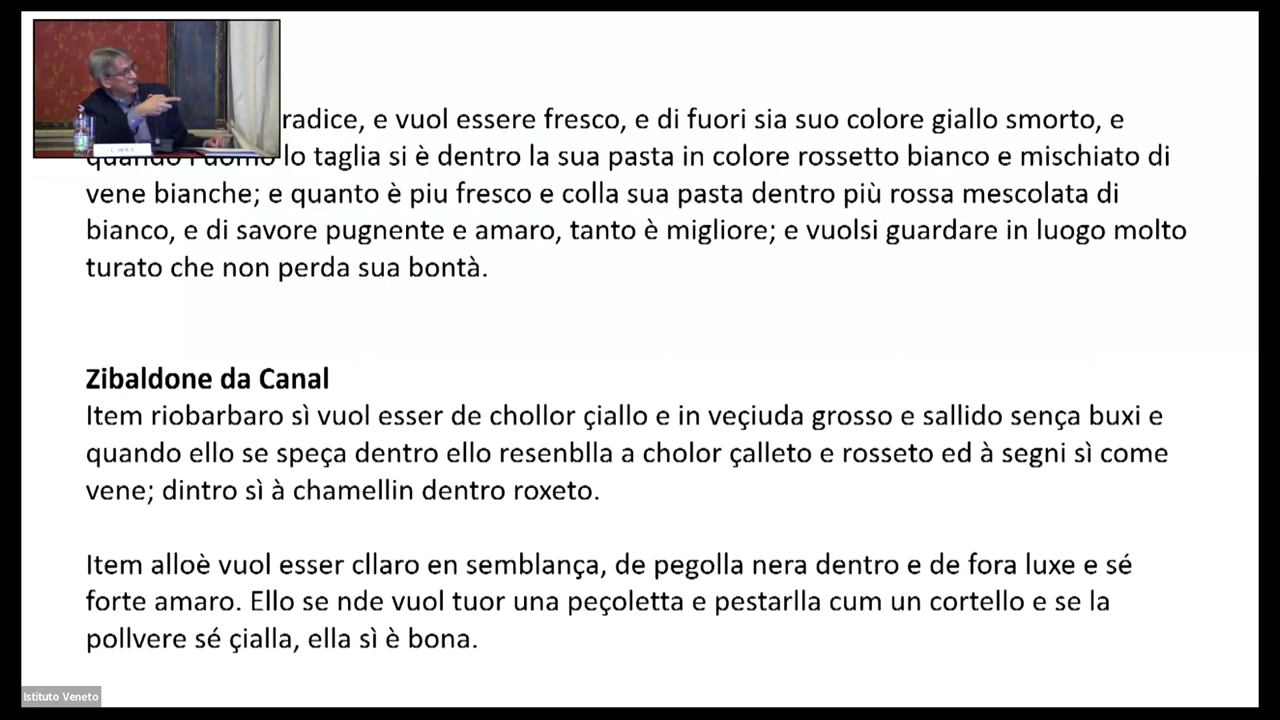 radice, e vuol essere fresco, e di fuori sia suo colore giallo smorto, e
quando l'uomo lo taglia si è dentro la sua pasta in colore rossetto bianco e mischiato di
vene bianche; e quanto è piu fresco e colla sua pasta dentro più rossa mescolata di
bianco, e di savore pugnente e amaro, tanto è migliore; e vuolsi guardare in luogo molto
turato che non perda sua bontà.
Zibaldone da Canal
Item riobarbaro sì vuol esser de chollor çiallo e in veçiuda grosso e sallido sença buxi e
quando ello se speça dentro ello resenblla a cholor çalleto e rosseto ed à segni sì come
vene; dintro sì à chamellin dentro roxeto.
Item alloè vuol esser cllaro en semblança, de pegolla nera dentro e de fora luxe e sé
forte amaro. Ello se nde vuol tuor una peçoletta e pestarlla cum un cortello e se la
pollvere sé çialla, ella sì è bona.
Istituto Veneto